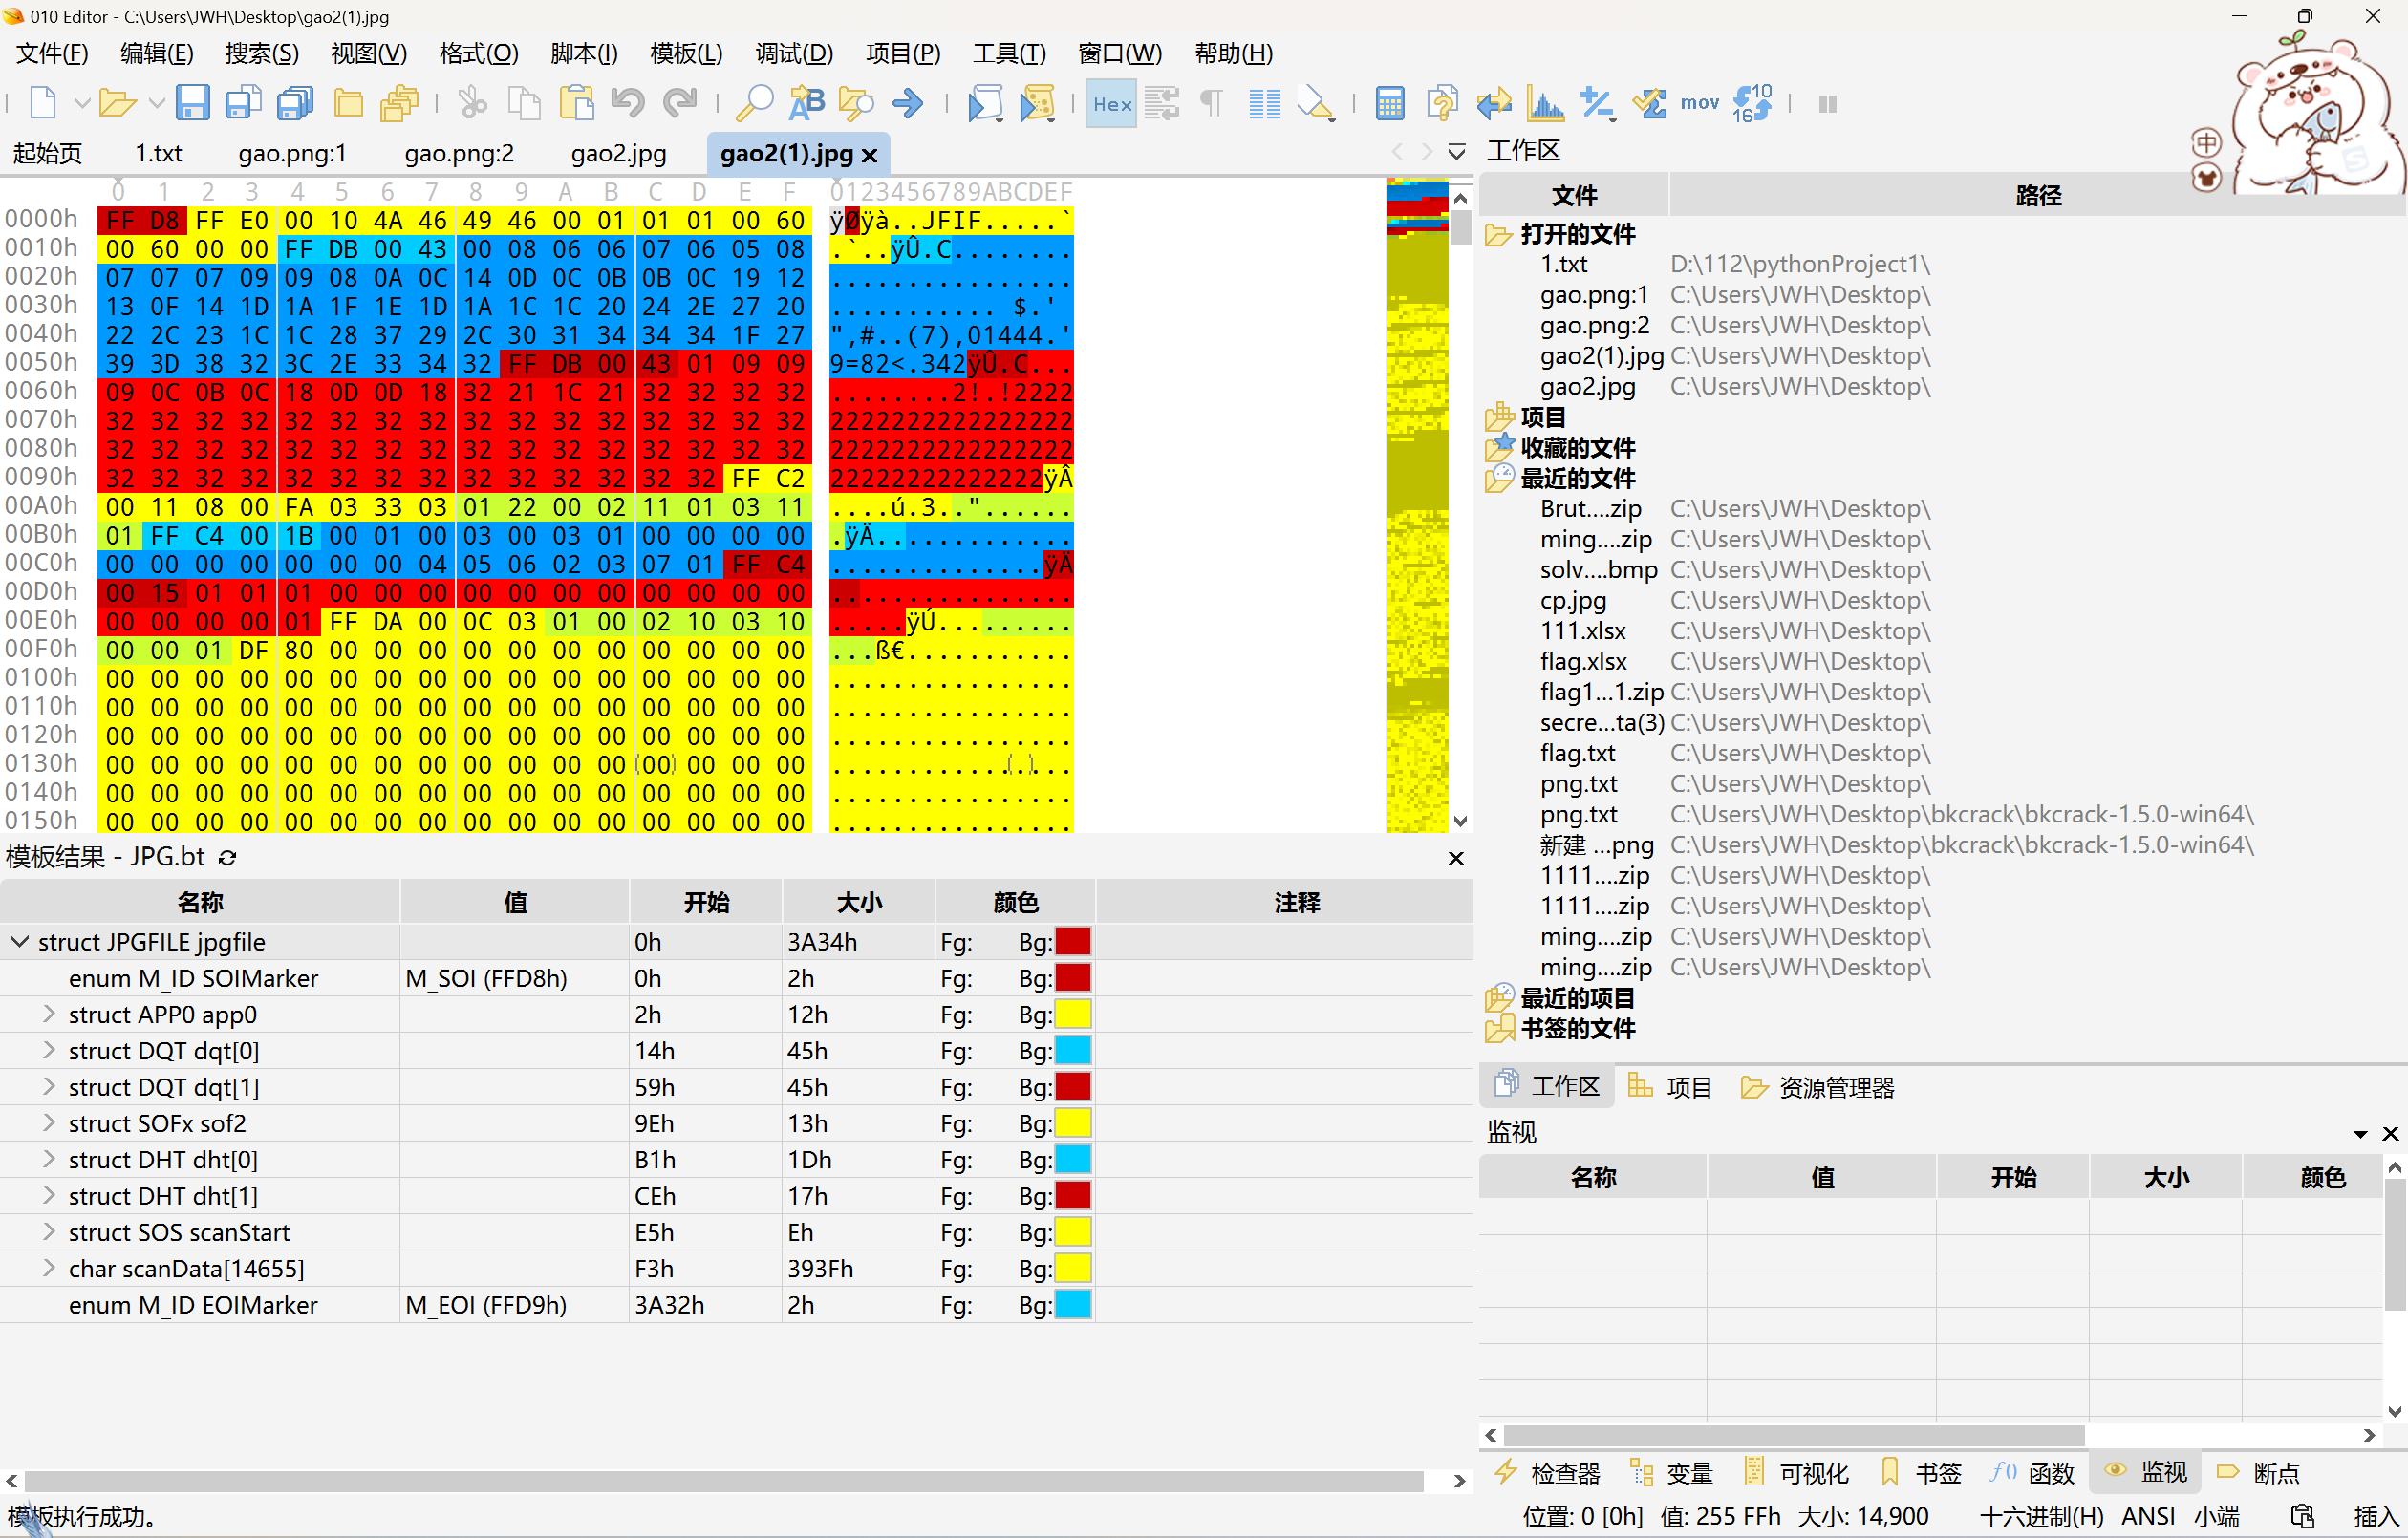 010 Editor - C:\Users\JWH\Desktop\gao2(1).jpg
文件(F) 编辑(E) 搜索(S) 视图(V) 格式(O) 脚本(I) 模板(L) 调试(D) 项目(P) 工具(T) 窗口(W) 帮助(H)
Hex mov 10 16
起始页 1.txt gao.png:1 gao.png:2 gao2.jpg gao2(1).jpg
0 1 2 3 4 5 6 7 8 9 A B C D E F 0123456789ABCDEF
0000h FF D8 FF E0 00 10 4A 46 49 46 00 01 01 01 00 60 ÿØÿà..JFIF.....`
0010h 00 60 00 00 FF DB 00 43 00 08 06 06 07 06 05 08 .`..ÿÛ.C........
0020h 07 07 07 09 09 08 0A 0C 14 0D 0C 0B 0B 0C 19 12 ................
0030h 13 0F 14 1D 1A 1F 1E 1D 1A 1C 1C 20 24 2E 27 20 ........... $.'
0040h 22 2C 23 1C 1C 28 37 29 2C 30 31 34 34 34 1F 27 ",#..(7),01444.'
0050h 39 3D 38 32 3C 2E 33 34 32 FF DB 00 43 01 09 09 9=82<.342ÿÛ.C...
0060h 09 0C 0B 0C 18 0D 0D 18 32 21 1C 21 32 32 32 32 ........2!.!2222
0070h 32 32 32 32 32 32 32 32 32 32 32 32 32 32 32 32 2222222222222222
0080h 32 32 32 32 32 32 32 32 32 32 32 32 32 32 32 32 2222222222222222
0090h 32 32 32 32 32 32 32 32 32 32 32 32 32 32 FF C2 22222222222222ÿÂ
00A0h 00 11 08 00 FA 03 33 03 01 22 00 02 11 01 03 11 ....ú.3..".......
00B0h 01 FF C4 00 1B 00 01 00 03 00 03 01 00 00 00 00 .ÿÄ.............
00C0h 00 00 00 00 00 00 00 04 05 06 02 03 07 01 FF C4 ..............ÿÄ
00D0h 00 15 01 01 01 00 00 00 00 00 00 00 00 00 00 00 ................
00E0h 00 00 00 00 01 FF DA 00 0C 03 01 00 02 10 03 10 .....ÿÚ.........
00F0h 00 00 01 DF 80 00 00 00 00 00 00 00 00 00 00 00 ...ß€...........
0100h 00 00 00 00 00 00 00 00 00 00 00 00 00 00 00 00 ................
0110h 00 00 00 00 00 00 00 00 00 00 00 00 00 00 00 00 ................
0120h 00 00 00 00 00 00 00 00 00 00 00 00 00 00 00 00 ................
0130h 00 00 00 00 00 00 00 00 00 00 00 00 00 00 00 00 ................
0140h 00 00 00 00 00 00 00 00 00 00 00 00 00 00 00 00 ................
0150h 00 00 00 00 00 00 00 00 00 00 00 00 00 00 00 00 ................
模板结果 - JPG.bt
名称 值 开始 大小 颜色 注释
struct JPGFILE jpgfile 0h 3A34h Fg: Bg:
enum M_ID SOIMarker M_SOI (FFD8h) 0h 2h Fg: Bg:
struct APP0 app0 2h 12h Fg: Bg:
struct DQT dqt[0] 14h 45h Fg: Bg:
struct DQT dqt[1] 59h 45h Fg: Bg:
struct SOFx sof2 9Eh 13h Fg: Bg:
struct DHT dht[0] B1h 1Dh Fg: Bg:
struct DHT dht[1] CEh 17h Fg: Bg:
struct SOS scanStart E5h Eh Fg: Bg:
char scanData[14655] F3h 393Fh Fg: Bg:
enum M_ID EOIMarker M_EOI (FFD9h) 3A32h 2h Fg: Bg:
模板执行成功。
工作区
中
文件 路径
打开的文件
1.txt D:\112\pythonProject1\
gao.png:1 C:\Users\JWH\Desktop\
gao.png:2 C:\Users\JWH\Desktop\
gao2(1).jpg C:\Users\JWH\Desktop\
gao2.jpg C:\Users\JWH\Desktop\
项目
收藏的文件
最近的文件
Brut....zip C:\Users\JWH\Desktop\
ming....zip C:\Users\JWH\Desktop\
solv....bmp C:\Users\JWH\Desktop\
cp.jpg C:\Users\JWH\Desktop\
111.xlsx C:\Users\JWH\Desktop\
flag.xlsx C:\Users\JWH\Desktop\
flag1...1.zip C:\Users\JWH\Desktop\
secre...ta(3) C:\Users\JWH\Desktop\
flag.txt C:\Users\JWH\Desktop\
png.txt C:\Users\JWH\Desktop\
png.txt C:\Users\JWH\Desktop\bkcrack\bkcrack-1.5.0-win64\
新建 ...png C:\Users\JWH\Desktop\bkcrack\bkcrack-1.5.0-win64\
1111....zip C:\Users\JWH\Desktop\
1111....zip C:\Users\JWH\Desktop\
ming....zip C:\Users\JWH\Desktop\
ming....zip C:\Users\JWH\Desktop\
最近的项目
书签的文件
工作区 项目 资源管理器
监视
名称 值 开始 大小 颜色
检查器 变量 可视化 书签 函数 监视 断点
位置: 0 [0h] 值: 255 FFh 大小: 14,900 十六进制(H) ANSI 小端 插入